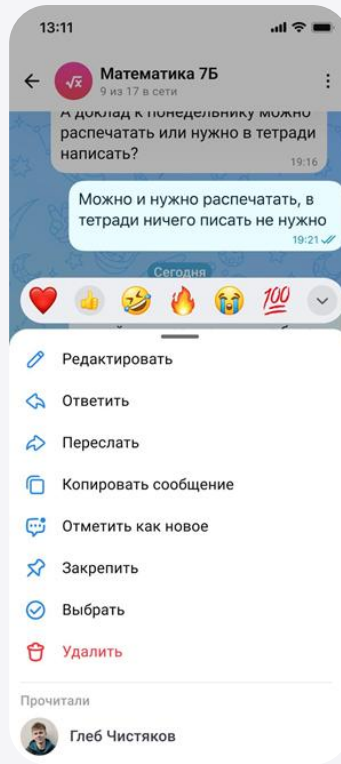 13:11
Математика 7Б
9 из 17 в сети
А доклад к понедельнику можно
распечатать или нужно в тетради
написать?
19:16
Можно и нужно распечатать, в
тетради ничего писать не нужно
19:21
Сегодня
100
Редактировать
Ответить
Переслать
Копировать сообщение
Отметить как новое
Закрепить
Выбрать
Удалить
Прочитали
Глеб Чистяков